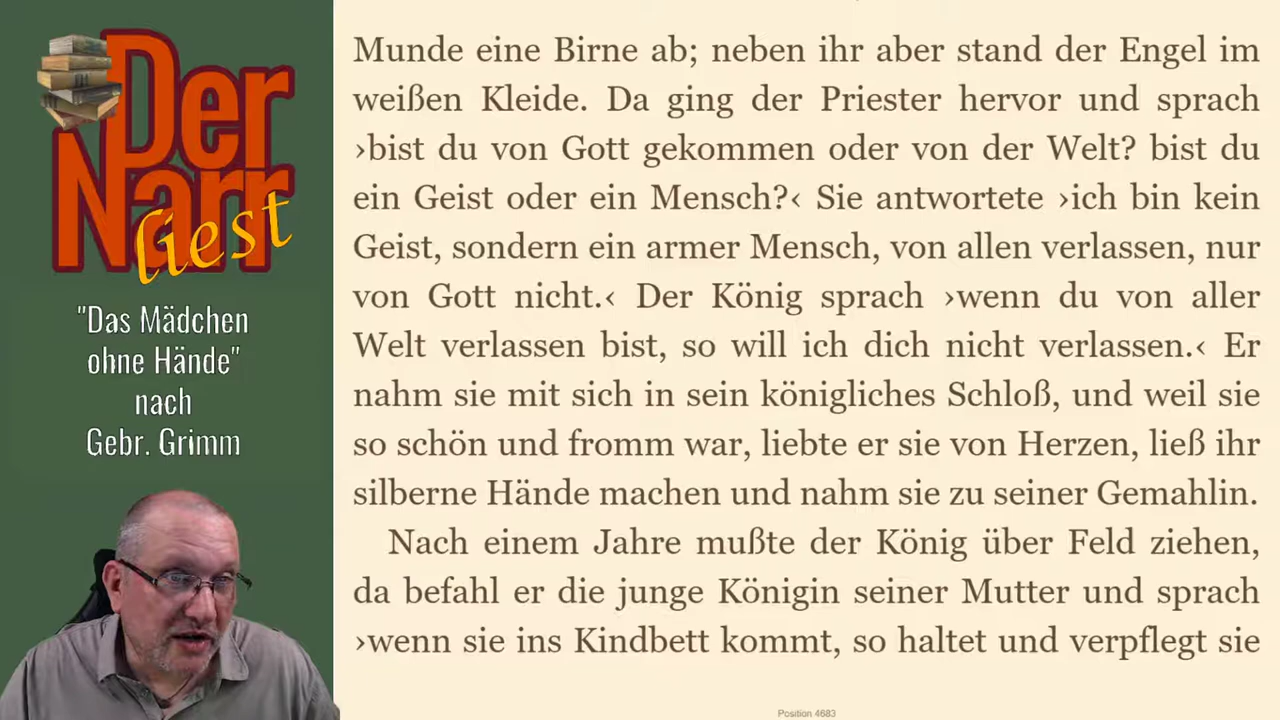 Der
Narr
liest
"Das Mädchen
ohne Hände"
nach
Gebr. Grimm
Munde eine Birne ab; neben ihr aber stand der Engel im
weißen Kleide. Da ging der Priester hervor und sprach
›bist du von Gott gekommen oder von der Welt? bist du
ein Geist oder ein Mensch?‹ Sie antwortete ›ich bin kein
Geist, sondern ein armer Mensch, von allen verlassen, nur
von Gott nicht.‹ Der König sprach ›wenn du von aller
Welt verlassen bist, so will ich dich nicht verlassen.‹ Er
nahm sie mit sich in sein königliches Schloß, und weil sie
so schön und fromm war, liebte er sie von Herzen, ließ ihr
silberne Hände machen und nahm sie zu seiner Gemahlin.
Nach einem Jahre mußte der König über Feld ziehen,
da befahl er die junge Königin seiner Mutter und sprach
›wenn sie ins Kindbett kommt, so haltet und verpflegt sie
Position 4683